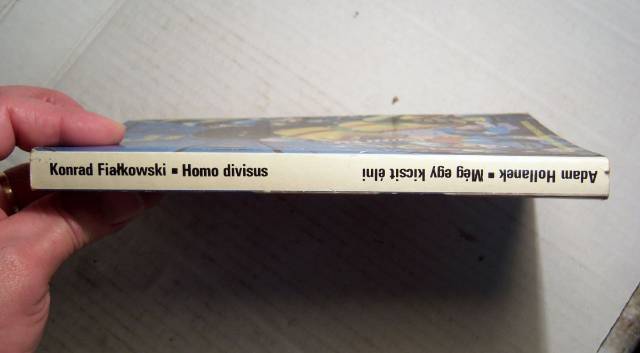 Konrad Fiałkowski ▪ Homo divisus
Adam Hollanek ▪ Még egy kicsit élni